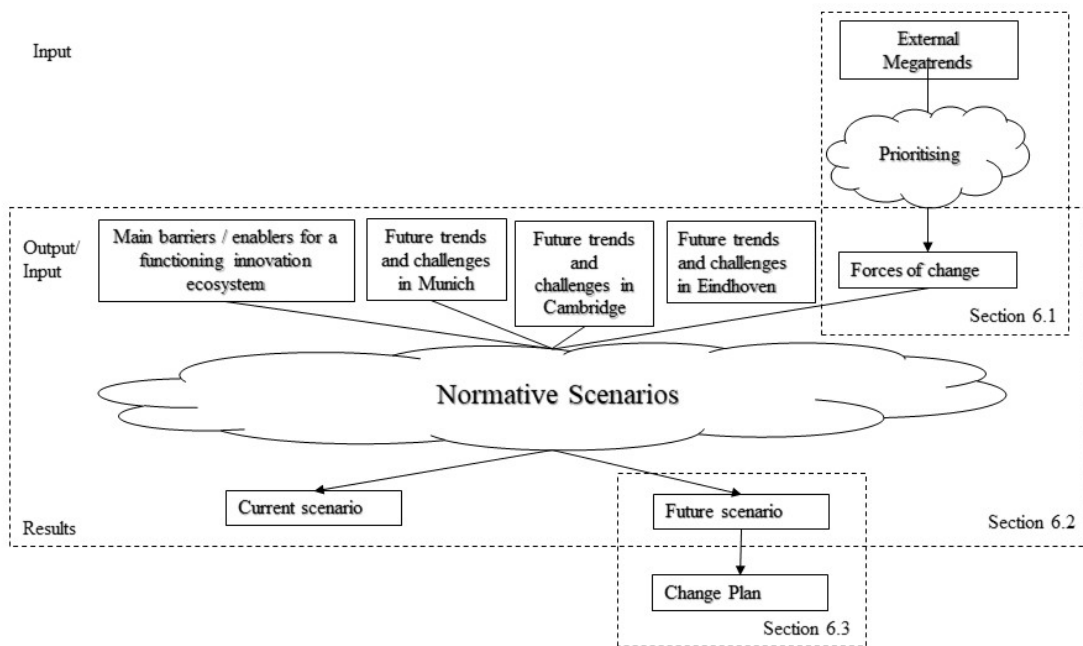 Input
External
Megatrends
Prioritising
Output/
Input
Main barriers / enablers for a
functioning innovation
ecosystem
Future trends
and challenges
in Munich
Future trends
and
challenges in
Cambridge
Future trends
and challenges
in Eindhoven
Forces of change
Section 6.1
Normative Scenarios
Current scenario
Future scenario
Results
Section 6.2
Change Plan
Section 6.3